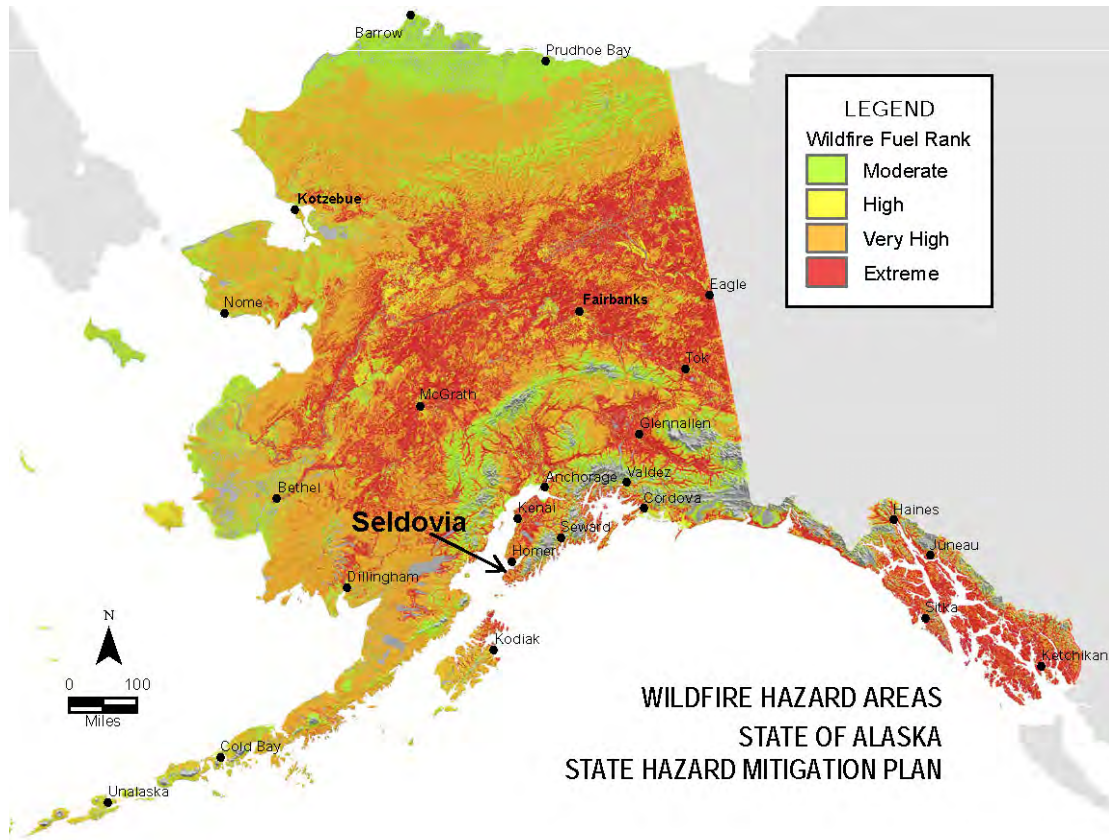 Barrow
Prudhoe Bay
LEGEND
Wildfire Fuel Rank
Moderate
High
Very High
Extreme
Kotzebue
Nome
Fairbanks
Eagle
Tok
McGrath
Glennallen
Bethel
Anchorage
Valdez
Cordova
Kenai
Seldovia
Seward
Homer
Haines
Juneau
Dillingham
Sitka
Kodiak
Ketchikan
N
0 100
Miles
WILDFIRE HAZARD AREAS
STATE OF ALASKA
STATE HAZARD MITIGATION PLAN
Cold Bay
Unalaska